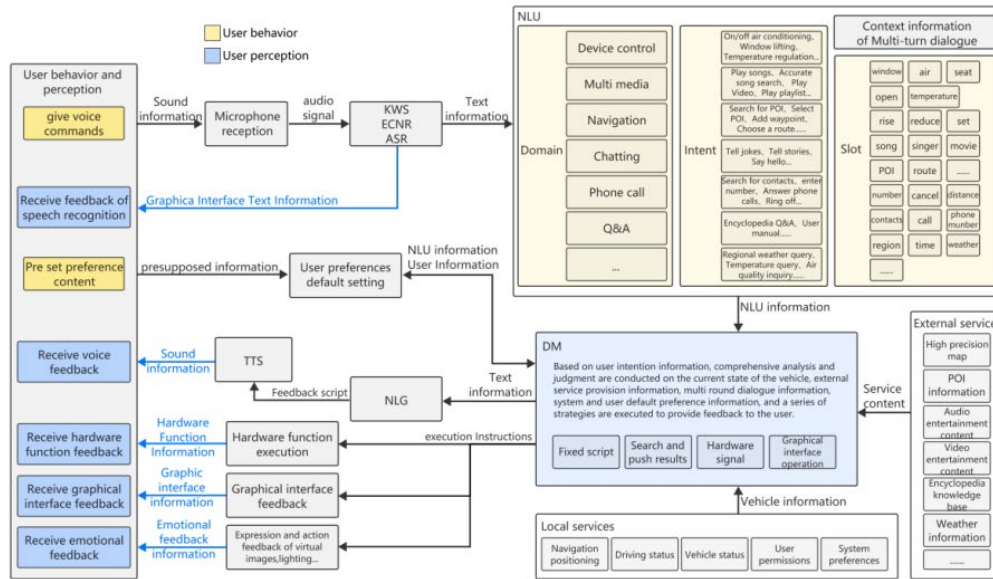 User behavior
User perception
User behavior and
perception
give voice
commands
Receive feedback of
speech recognition
Pre set preference
content
Receive voice
feedback
Receive hardware
function feedback
Receive graphical
interface feedback
Receive emotional
feedback
Sound
information
Microphone
reception
audio
signal
KWS
ECNR
ASR
Text
information
Graphica Interface Text Information
presupposed information
User preferences
default setting
NLU information
User Information
Sound
information
TTS
Feedback script
NLG
Text
information
Hardware
Function
Information
Hardware function
execution
execution Instructions
Graphic
interface
information
Graphical interface
feedback
Emotional
feedback
information
Expression and action
feedback of virtual
images,lighting...
NLU
Domain
Device control
Multi media
Navigation
Chatting
Phone call
Q&A
...
Intent
On/off air conditioning、
Window lifting、
Temperature regulation...
Play songs、Accurate
song search、Play
Video、Play playlist...
Search for POI、Select
POI、Add waypoint、
Choose a route.....
Tell jokes、Tell stories、
Say hello...
Search for contacts、enter
number、Answer phone
calls、Ring off...
Encyclopedia Q&A、User
manual.....
Regional weather query、
Temperature query、Air
quality inquiry.....
Context information
of Multi-turn dialogue
Slot
window
air
seat
open
temperature
rise
reduce
set
song
singer
movie
POI
route
......
number
cancel
distance
contacts
call
phone
munber
region
time
weather
......
NLU information
DM
Based on user intention information, comprehensive analysis and
judgment are conducted on the current state of the vehicle, external
service provision information, multi round dialogue information,
system and user default preference information, and a series of
strategies are executed to provide feedback to the user.
Fixed script
Search and
push results
Hardware
signal
Graphical
interface
operation
Service
content
External service
High precision
map
POI
information
Audio
entertainment
content
Video
entertainment
content
Encyclopedia
knowledge
base
Weather
information
......
Vehicle information
Local services
Navigation
positioning
Driving status
Vehicle status
User
permissions
System
preferences